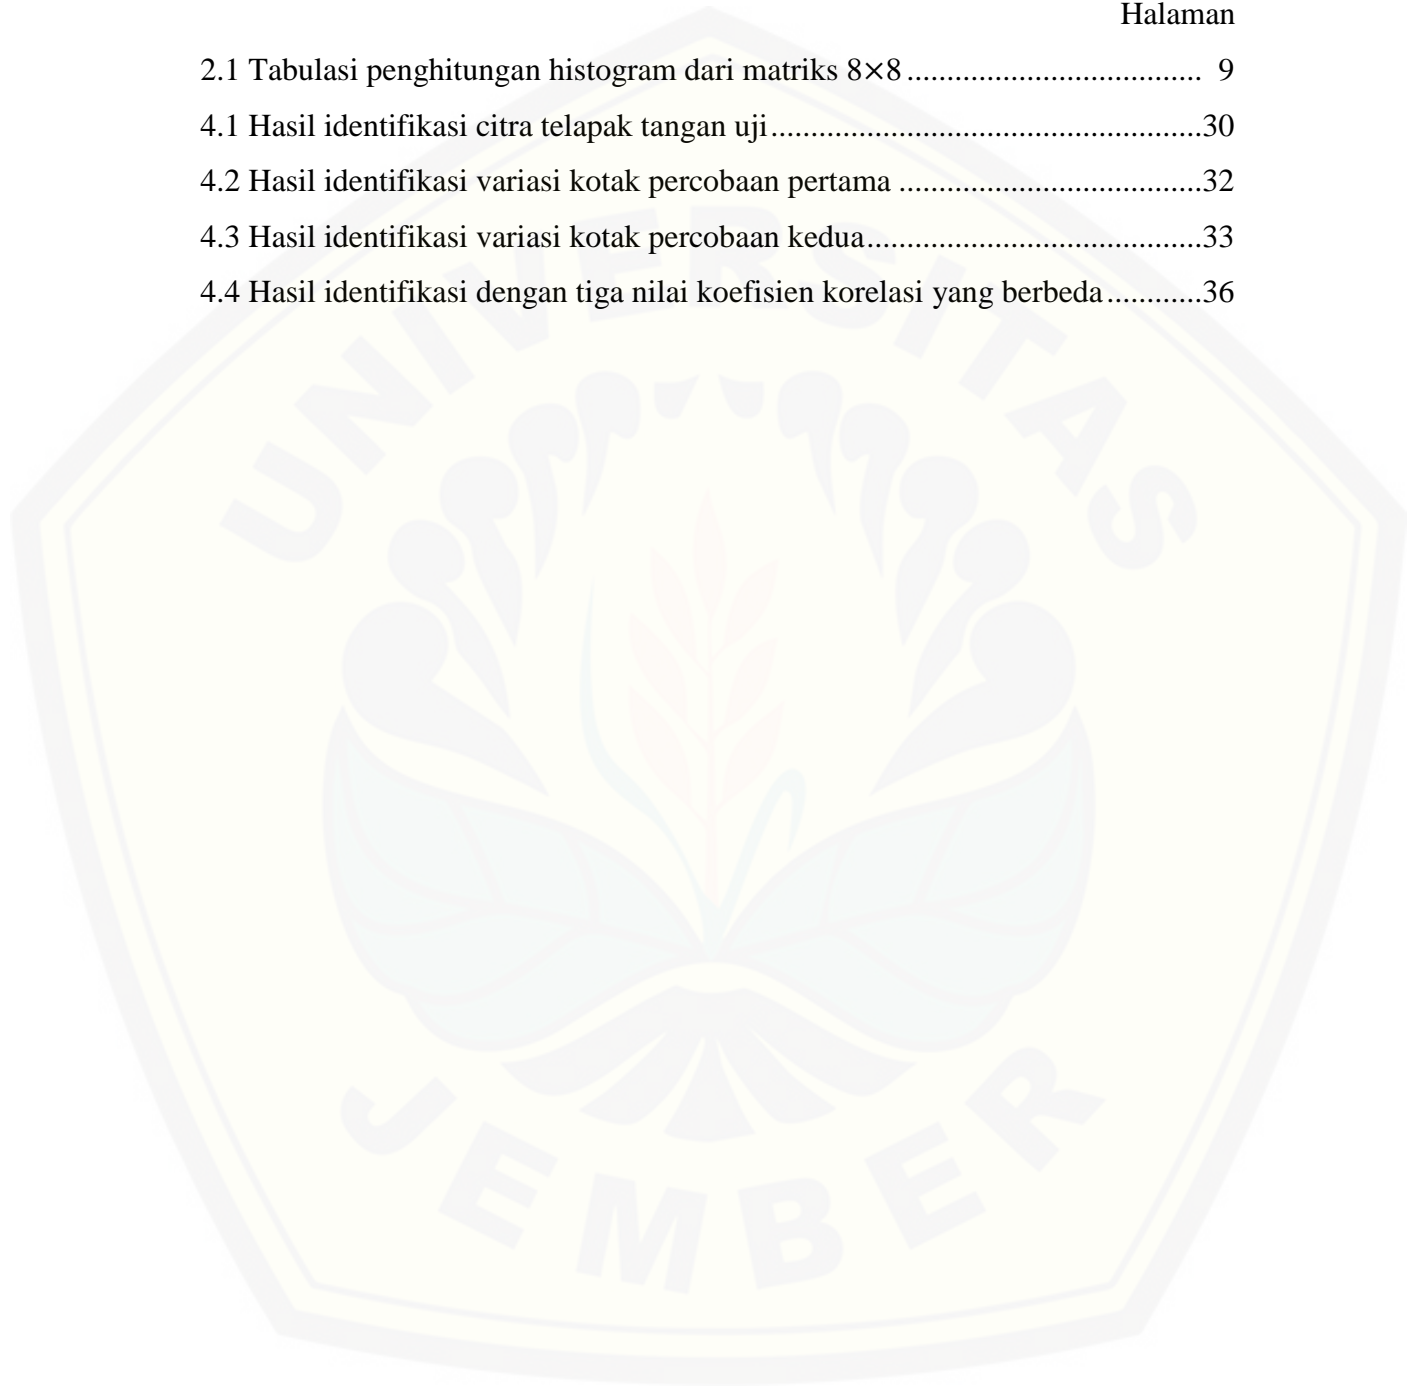 Halaman
2.1 Tabulasi penghitungan histogram dari matriks 8×8 ............................... 9
4.1 Hasil identifikasi citra telapak tangan uji ..............................................30
4.2 Hasil identifikasi variasi kotak percobaan pertama ................................32
4.3 Hasil identifikasi variasi kotak percobaan kedua ....................................33
4.4 Hasil identifikasi dengan tiga nilai koefisien korelasi yang berbeda ............36
UNIVERSITAS
JEMBER